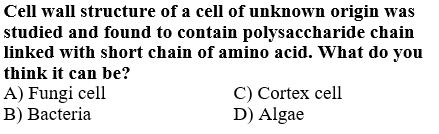 Cell wall structure of a cell of unknown origin was
studied and found to contain polysaccharide chain
linked with short chain of amino acid. What do you
think it can be?
A) Fungi cell C) Cortex cell
B) Bacteria D) Algae